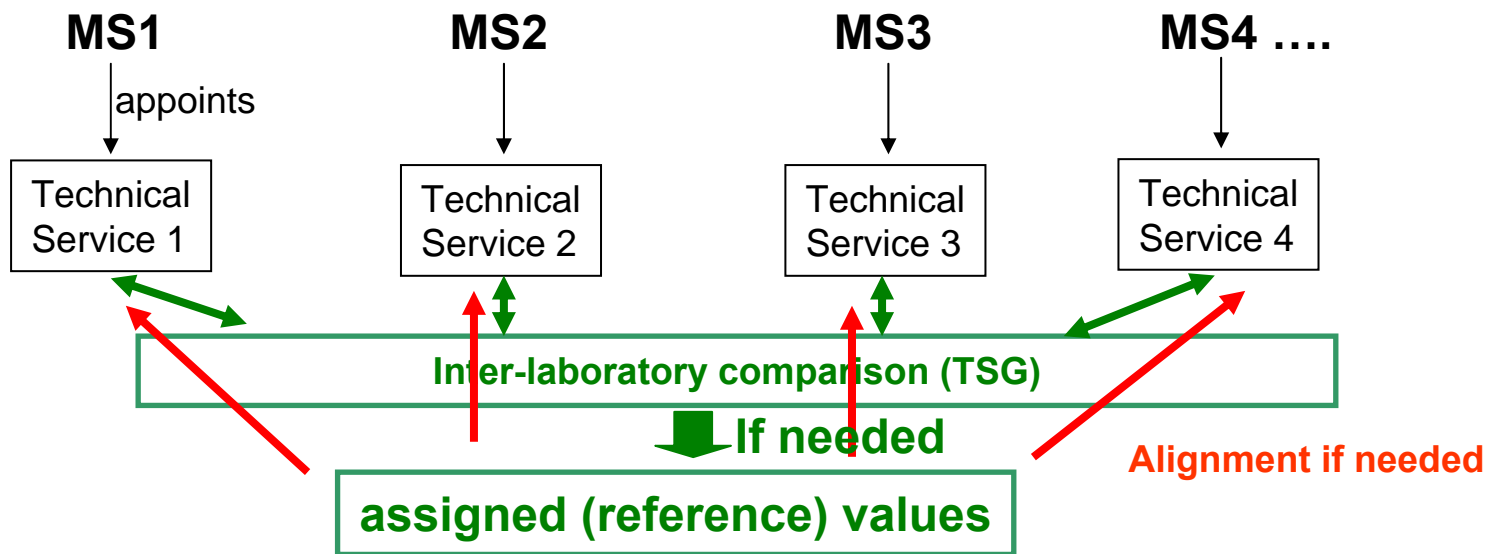 MS1 MS2 MS3 MS4 ....
appoints
Technical
Service 1
Technical
Service 2
Technical
Service 3
Technical
Service 4
Inter-laboratory comparison (TSG)
If needed
Alignment if needed
assigned (reference) values